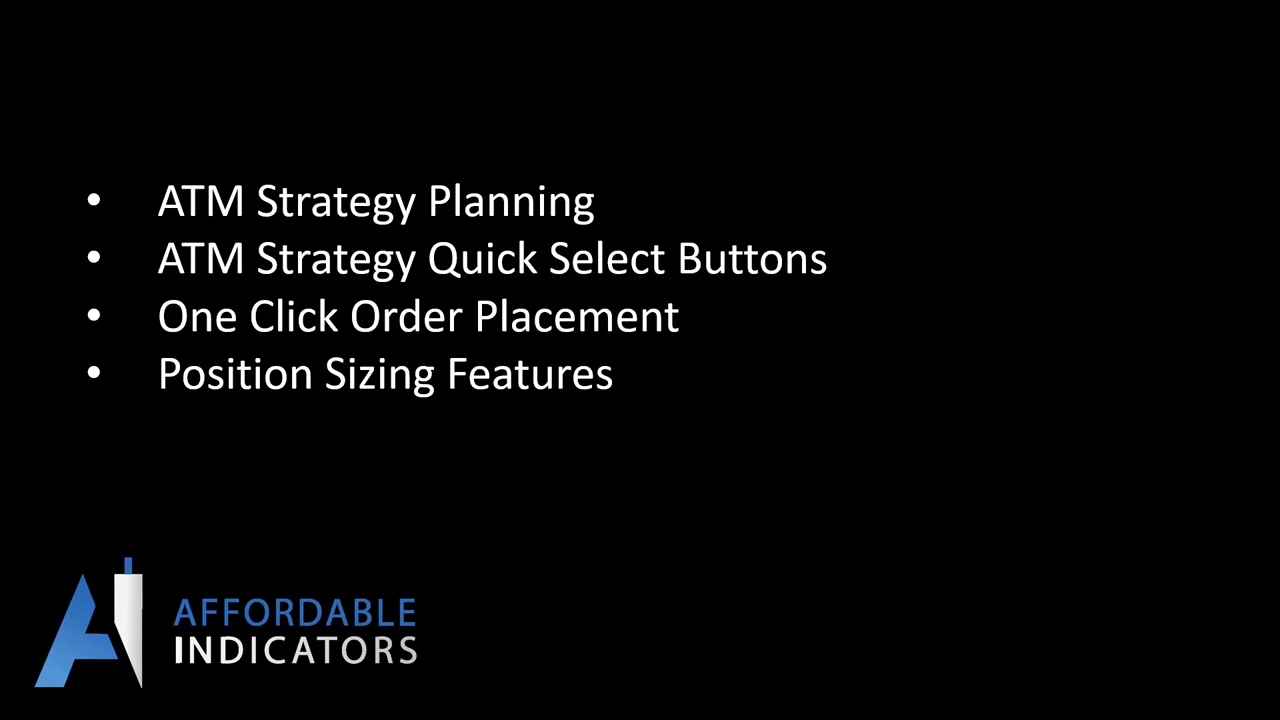 • ATM Strategy Planning
• ATM Strategy Quick Select Buttons
• One Click Order Placement
• Position Sizing Features
AFFORDABLE
INDICATORS